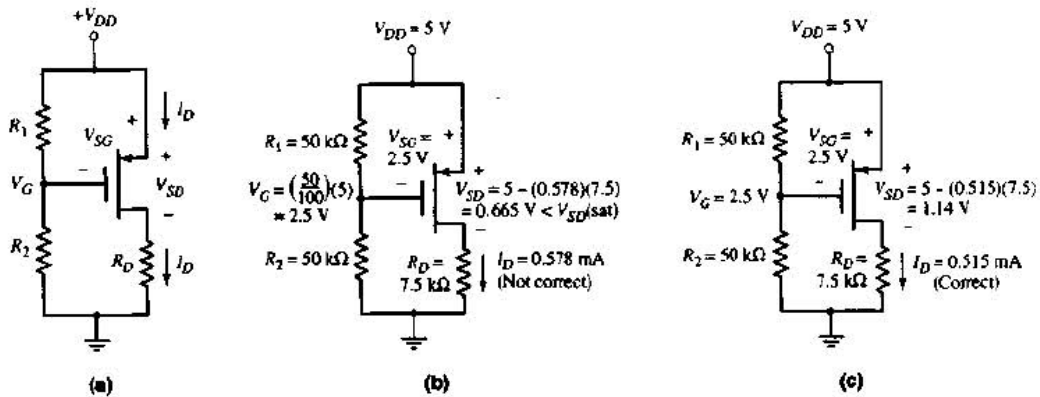 +V_DD
I_D
R_1
+
V_SG
−
+
V_G
V_SD
−
R_2
R_D
I_D
(a)
V_DD = 5 V
R_1 = 50 kΩ
V_SG =
2.5 V
+
+
V_G = (50/100)(5)
= 2.5 V
−
V_SD = 5 − (0.578)(7.5)
= 0.665 V < V_SD(sat)
−
R_2 = 50 kΩ
R_D =
7.5 kΩ
I_D = 0.578 mA
(Not correct)
(b)
V_DD = 5 V
R_1 = 50 kΩ
V_SG =
2.5 V
+
+
V_G = 2.5 V
−
V_SD = 5 − (0.515)(7.5)
= 1.14 V
−
R_2 = 50 kΩ
R_D =
7.5 kΩ
I_D = 0.515 mA
(Correct)
(c)